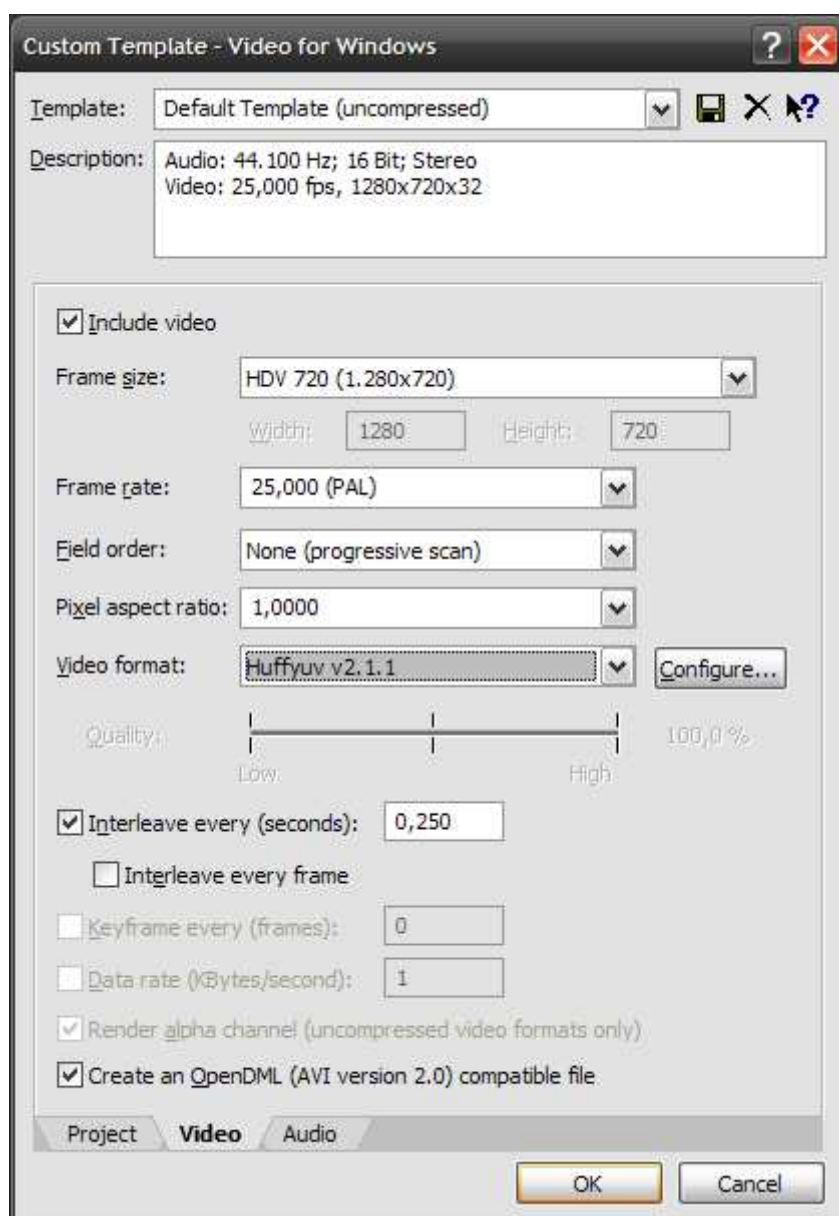 Custom Template - Video for Windows
Template: Default Template (uncompressed)
Description: Audio: 44.100 Hz; 16 Bit; Stereo
Video: 25,000 fps, 1280x720x32
Include video
Frame size: HDV 720 (1.280x720)
Width: 1280 Height: 720
Frame rate: 25,000 (PAL)
Field order: None (progressive scan)
Pixel aspect ratio: 1,0000
Video format: Huffyuv v2.1.1 Configure...
Quality: 100,0 %
Low High
Interleave every (seconds): 0,250
Interleave every frame
Keyframe every (frames): 0
Data rate (KBytes/second): 1
Render alpha channel (uncompressed video formats only)
Create an OpenDML (AVI version 2.0) compatible file
Project Video Audio
OK Cancel